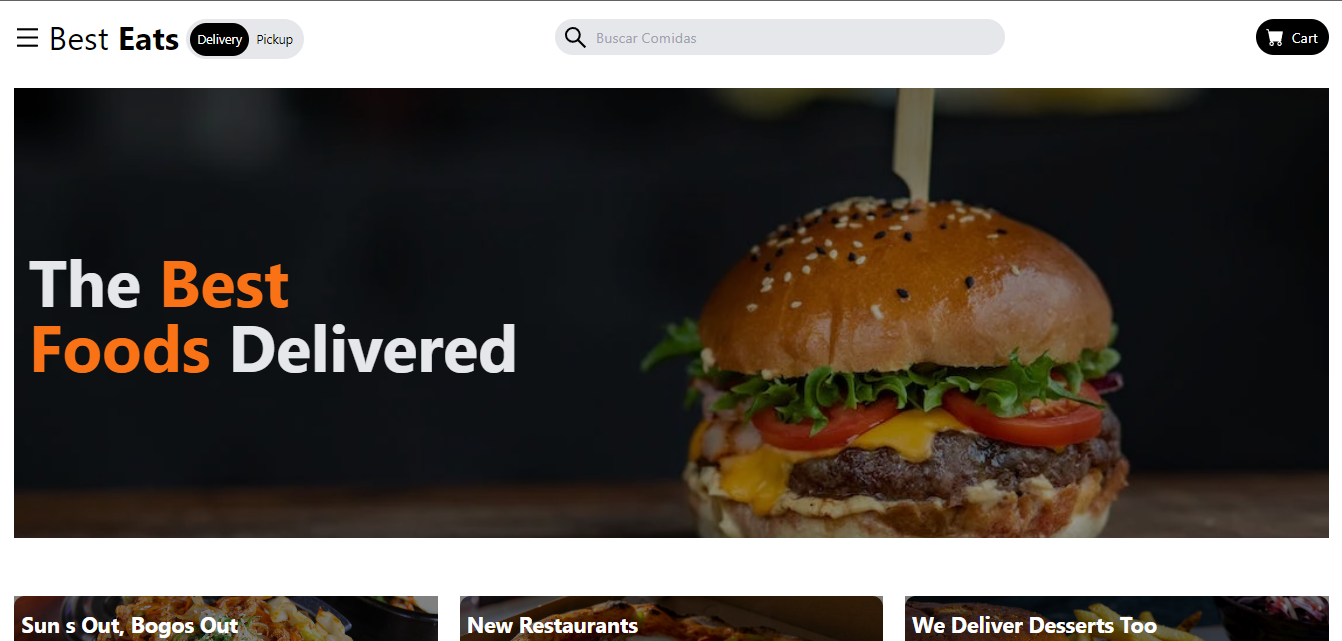 Best Eats
Delivery Pickup
Buscar Comidas
Cart
The Best
Foods Delivered
Sun s Out, Bogos Out
New Restaurants
We Deliver Desserts Too